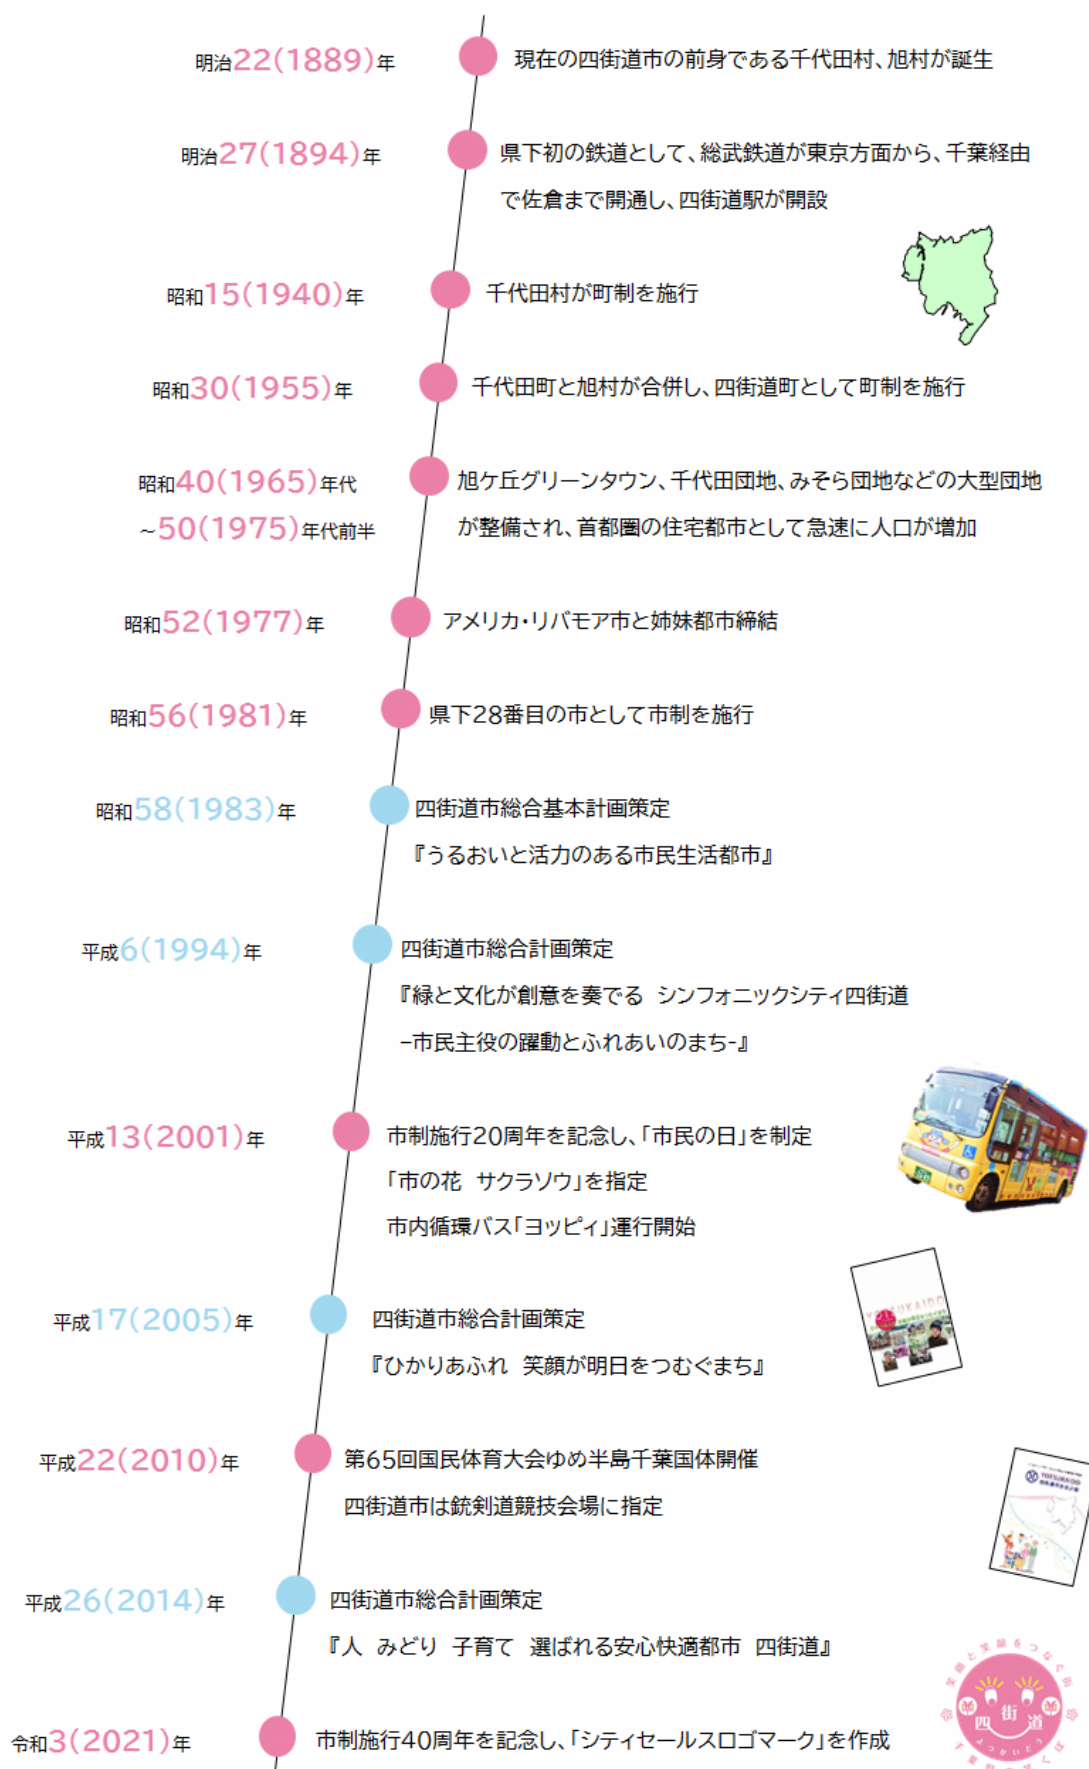 明治22(1889)年
現在の四街道市の前身である千代田村、旭村が誕生
明治27(1894)年
県下初の鉄道として、総武鉄道が東京方面から、千葉経由
で佐倉まで開通し、四街道駅が開設
昭和15(1940)年
千代田村が町制を施行
昭和30(1955)年
千代田町と旭村が合併し、四街道町として町制を施行
昭和40(1965)年代
～50(1975)年代前半
旭ケ丘グリーンタウン、千代田団地、みそら団地などの大型団地
が整備され、首都圏の住宅都市として急速に人口が増加
昭和52(1977)年
アメリカ・リバモア市と姉妹都市締結
昭和56(1981)年
県下28番目の市として市制を施行
昭和58(1983)年
四街道市総合基本計画策定
『うるおいと活力のある市民生活都市』
平成6(1994)年
四街道市総合計画策定
『緑と文化が創意を奏でる　シンフォニックシティ四街道
−市民主役の躍動とふれあいのまち-』
平成13(2001)年
市制施行20周年を記念し、「市民の日」を制定
「市の花　サクラソウ」を指定
市内循環バス「ヨッピィ」運行開始
平成17(2005)年
四街道市総合計画策定
『ひかりあふれ　笑顔が明日をつむぐまち』
YOTSUKAIDO
平成22(2010)年
第65回国民体育大会ゆめ半島千葉国体開催
四街道市は銃剣道競技会場に指定
YOTSUKAIDO
平成26(2014)年
四街道市総合計画策定
『人　みどり　子育て　選ばれる安心快適都市　四街道』
笑顔と笑顔をつなぐ街
四街道
よつかいどう
令和3(2021)年
市制施行40周年を記念し、「シティセールスロゴマーク」を作成